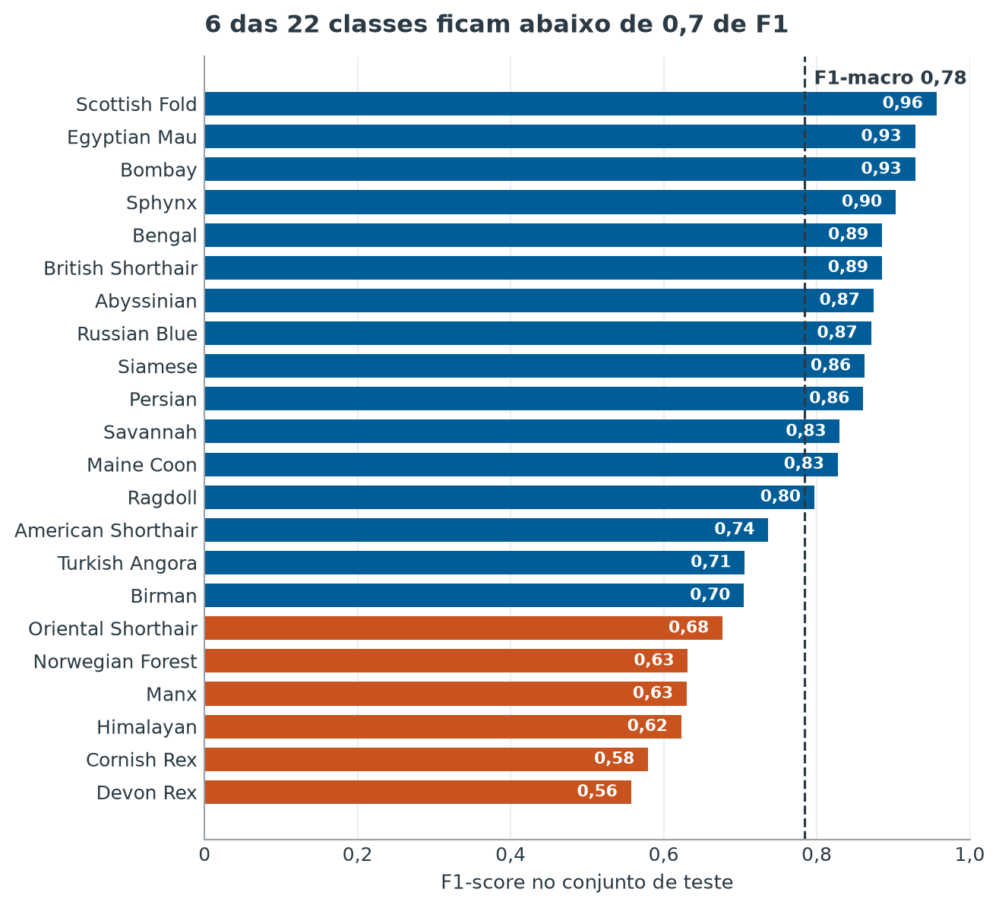 6 das 22 classes ficam abaixo de 0,7 de F1
F1-macro 0,78
Scottish Fold 0,96
Egyptian Mau 0,93
Bombay 0,93
Sphynx 0,90
Bengal 0,89
British Shorthair 0,89
Abyssinian 0,87
Russian Blue 0,87
Siamese 0,86
Persian 0,86
Savannah 0,83
Maine Coon 0,83
Ragdoll 0,80
American Shorthair 0,74
Turkish Angora 0,71
Birman 0,70
Oriental Shorthair 0,68
Norwegian Forest 0,63
Manx 0,63
Himalayan 0,62
Cornish Rex 0,58
Devon Rex 0,56
0 0,2 0,4 0,6 0,8 1,0
F1-score no conjunto de teste